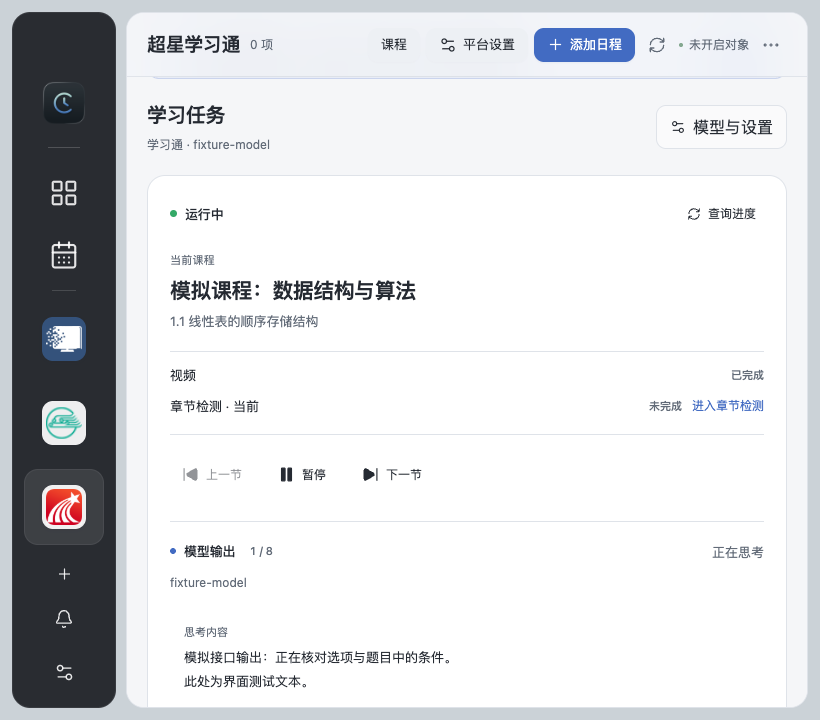 超星学习通 0 项 课程 平台设置 添加日程 未开启对象
学习任务
模型与设置
学习通 · fixture-model
运行中 查询进度
当前课程
模拟课程：数据结构与算法
1.1 线性表的顺序存储结构
视频 已完成
章节检测 · 当前 未完成 进入章节检测
上一节 暂停 下一节
模型输出 1 / 8 正在思考
fixture-model
思考内容
模拟接口输出：正在核对选项与题目中的条件。
此处为界面测试文本。